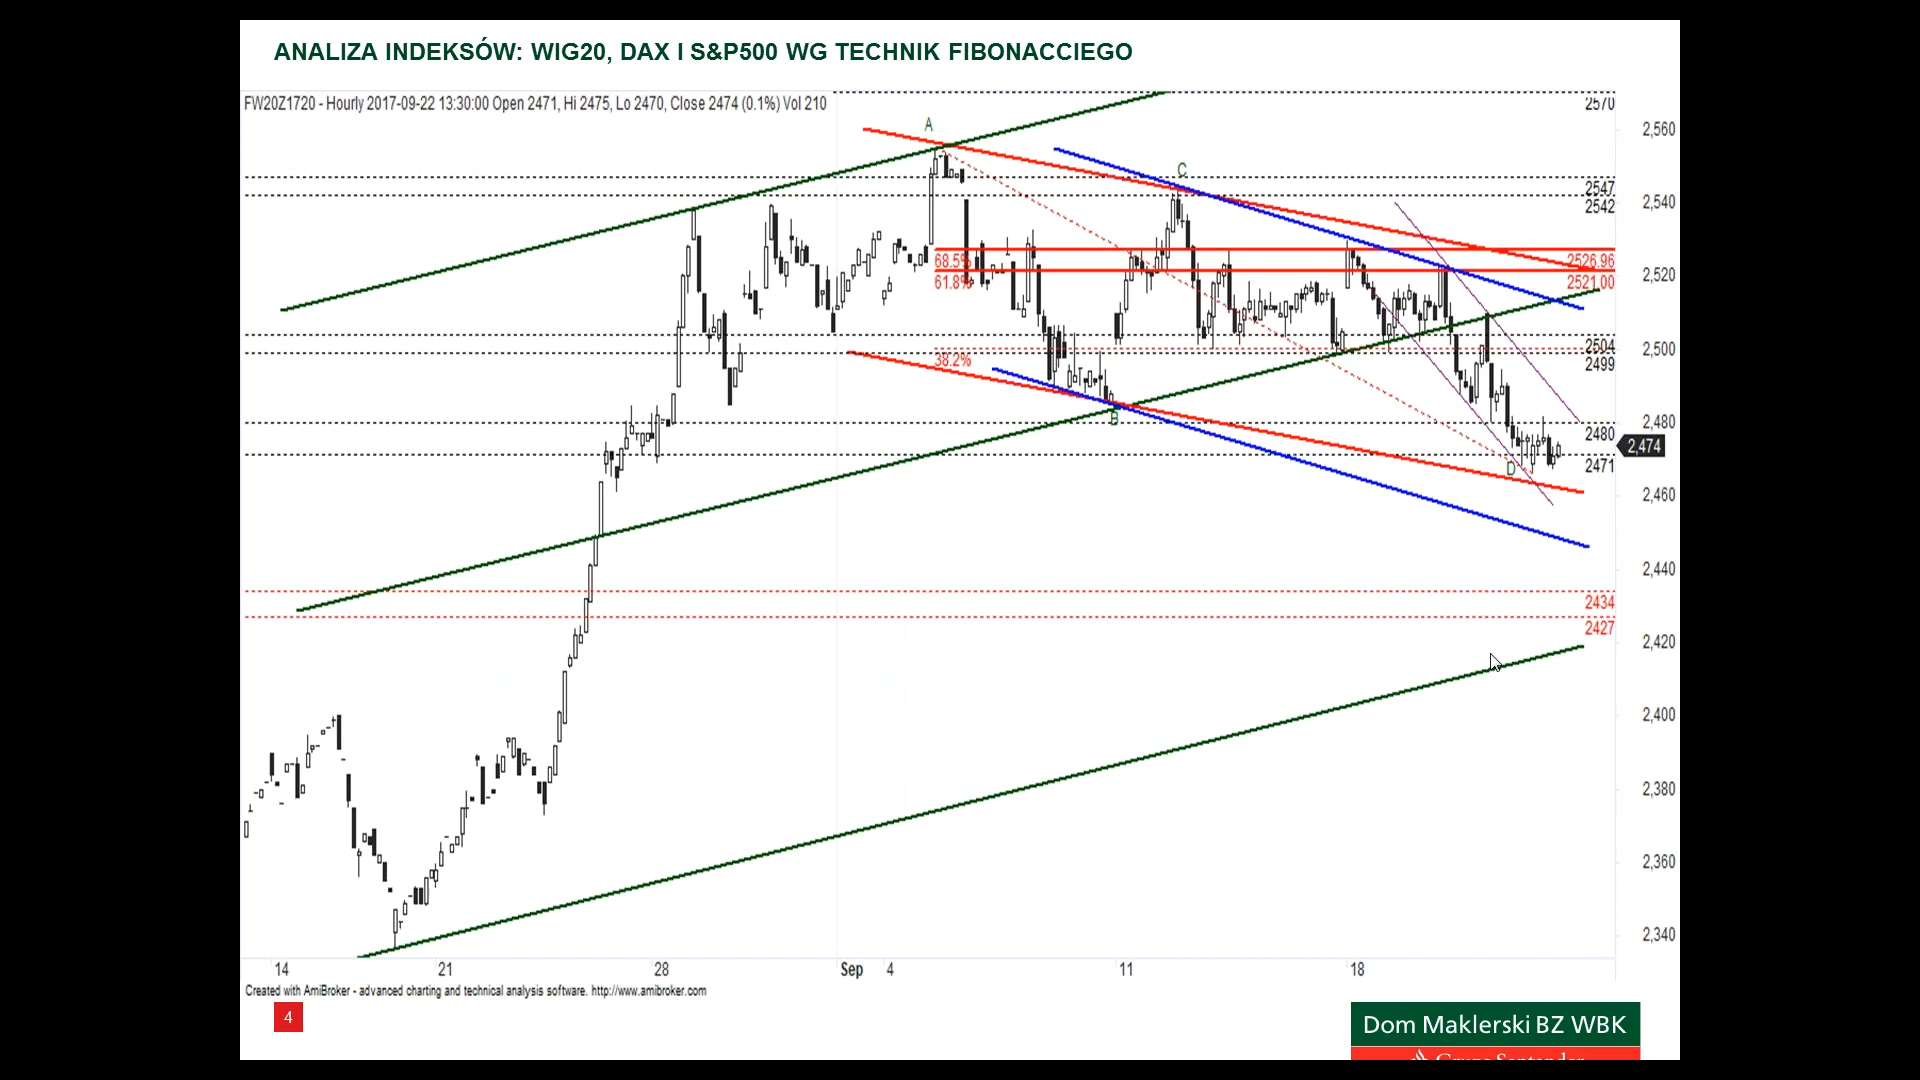 ANALIZA INDEKSÓW: WIG20, DAX I S&P500 WG TECHNIK FIBONACCIEGO
FW20Z1720 - Hourly 2017-09-22 13:30:00 Open 2471, Hi 2475, Lo 2470, Close 2474 (0.1%) Vol 210
2570
2,560
A
C
2547
2,540
2542
68.5%
2526.96
2,520
61.8%
2521.00
2504
2,500
38.2%
2499
B
2,480
2480
2,474
D
2471
2,460
2,440
2434
2427
2,420
2,400
2,380
2,360
2,340
14 21 28 Sep 4 11 18
Created with AmiBroker - advanced charting and technical analysis software. http://www.amibroker.com
4
Dom Maklerski BZ WBK
Grupa Santander